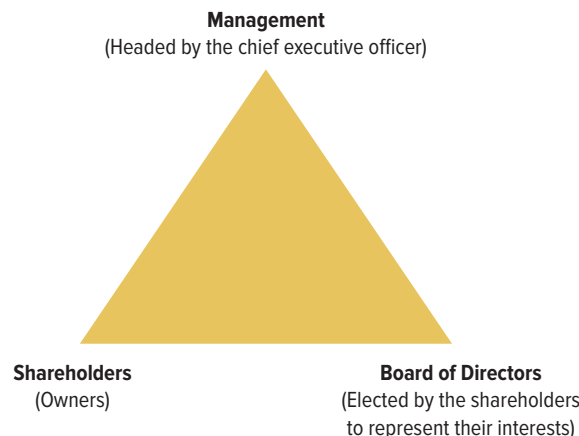 Management
(Headed by the chief executive officer)
Shareholders
(Owners)
Board of Directors
(Elected by the shareholders
to represent their interests)